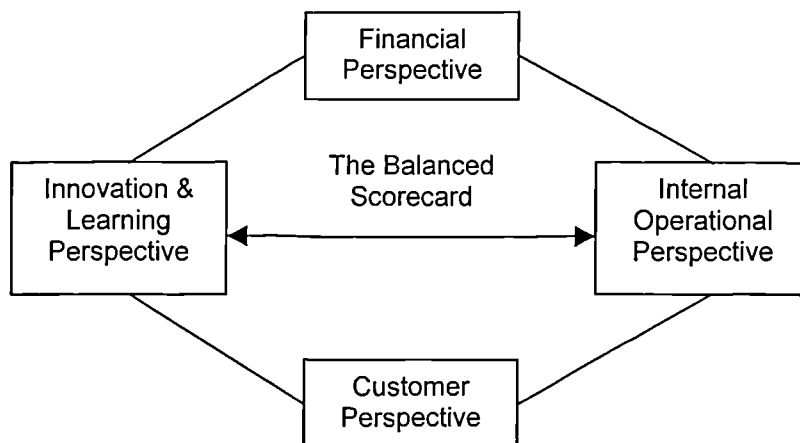 Financial
Perspective
The Balanced
Scorecard
Innovation &
Learning
Perspective
Internal
Operational
Perspective
Customer
Perspective